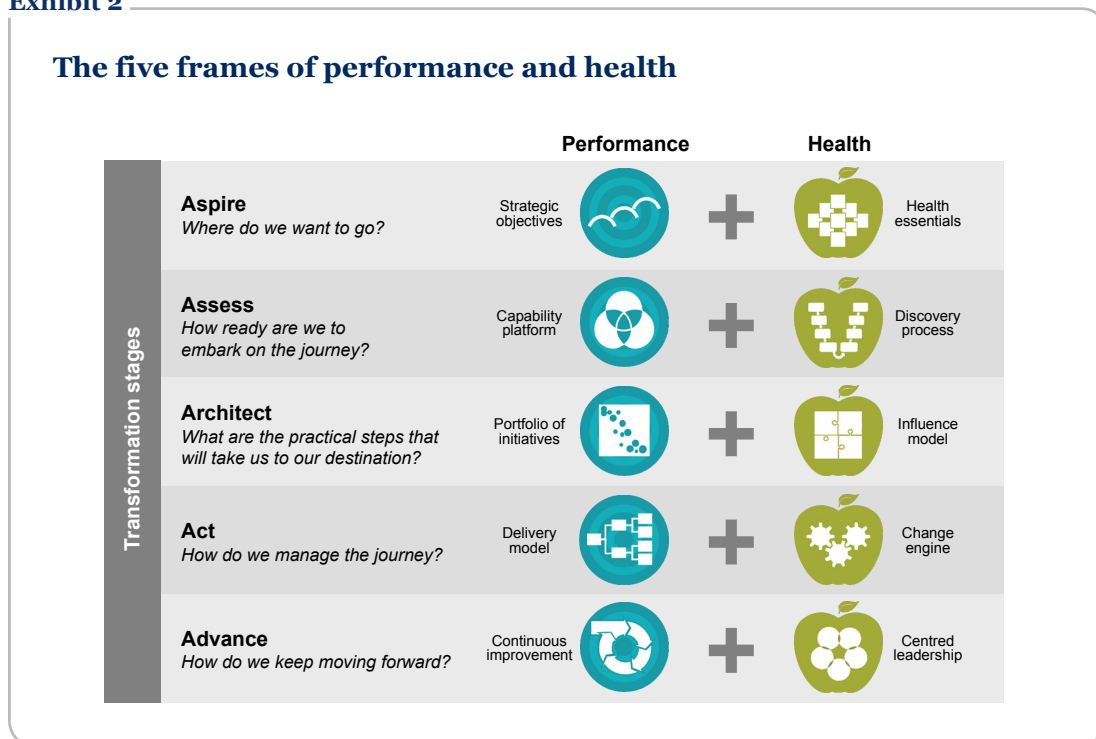 Exhibit 2
The five frames of performance and health
Performance
Health
Transformation stages
Aspire
Where do we want to go?
Strategic
objectives
Health
essentials
Assess
How ready are we to
embark on the journey?
Capability
platform
Discovery
process
Architect
What are the practical steps that
will take us to our destination?
Portfolio of
initiatives
Influence
model
Act
How do we manage the journey?
Delivery
model
Change
engine
Advance
How do we keep moving forward?
Continuous
improvement
Centred
leadership